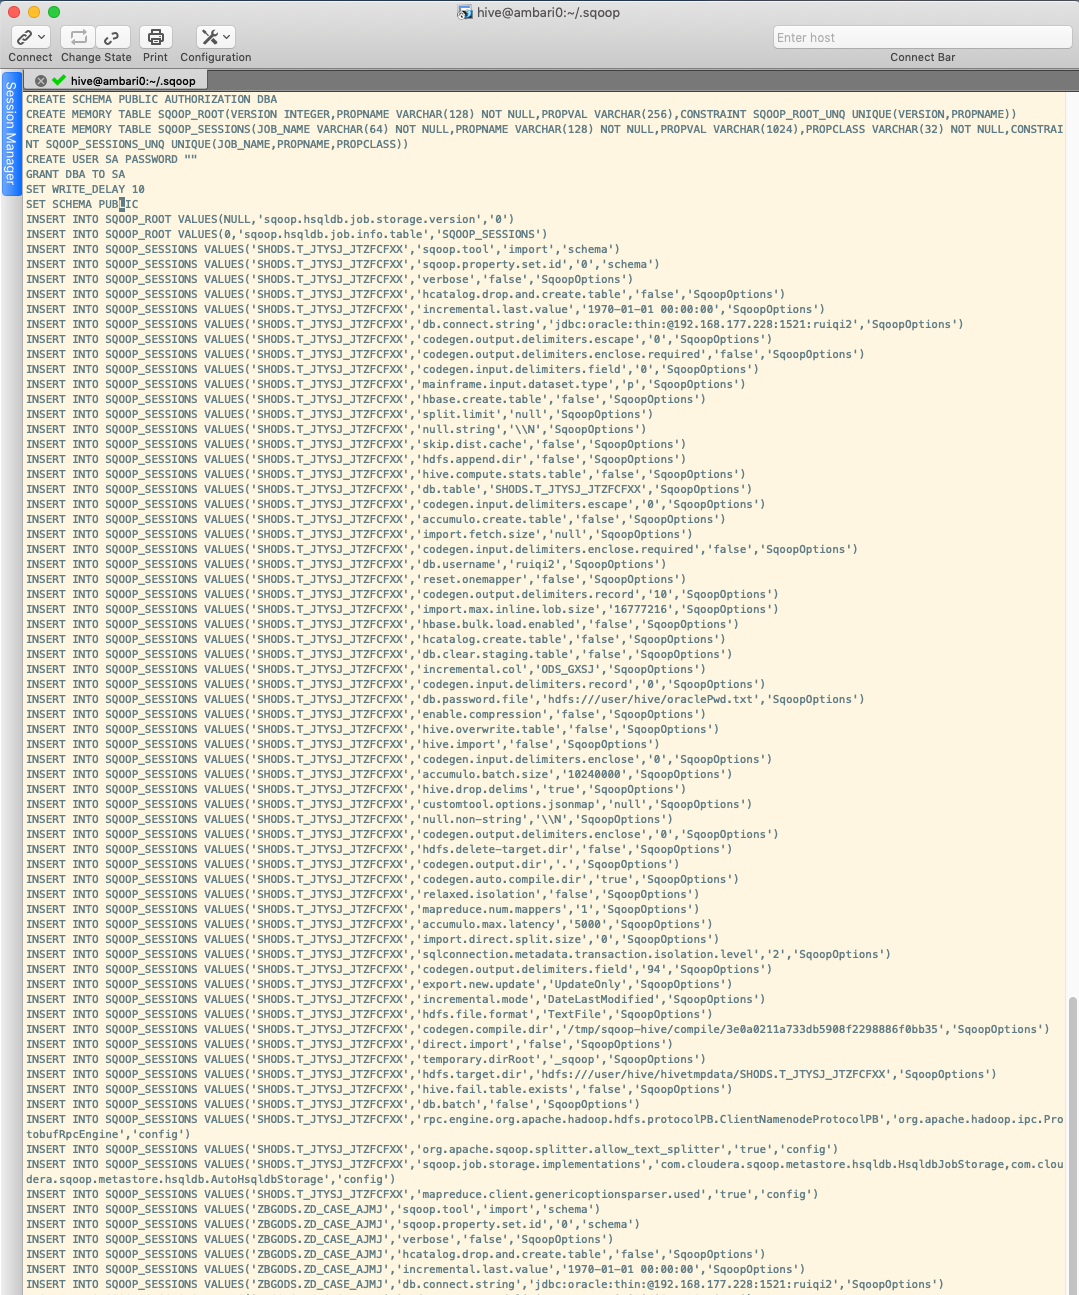 hive@ambari0:~/.sqoop
Enter host
Connect Change State Print Configuration Connect Bar
hive@ambari0:~/.sqoop
Session Manager
CREATE SCHEMA PUBLIC AUTHORIZATION DBA
CREATE MEMORY TABLE SQOOP_ROOT(VERSION INTEGER,PROPNAME VARCHAR(128) NOT NULL,PROPVAL VARCHAR(256),CONSTRAINT SQOOP_ROOT_UNQ UNIQUE(VERSION,PROPNAME))
CREATE MEMORY TABLE SQOOP_SESSIONS(JOB_NAME VARCHAR(64) NOT NULL,PROPNAME VARCHAR(128) NOT NULL,PROPVAL VARCHAR(1024),PROPCLASS VARCHAR(32) NOT NULL,CONSTRAI
NT SQOOP_SESSIONS_UNQ UNIQUE(JOB_NAME,PROPNAME,PROPCLASS))
CREATE USER SA PASSWORD ""
GRANT DBA TO SA
SET WRITE_DELAY 10
SET SCHEMA PUBLIC
INSERT INTO SQOOP_ROOT VALUES(NULL,'sqoop.hsqldb.job.storage.version','0')
INSERT INTO SQOOP_ROOT VALUES(0,'sqoop.hsqldb.job.info.table','SQOOP_SESSIONS')
INSERT INTO SQOOP_SESSIONS VALUES('SHODS.T_JTYSJ_JTZFCFXX','sqoop.tool','import','schema')
INSERT INTO SQOOP_SESSIONS VALUES('SHODS.T_JTYSJ_JTZFCFXX','sqoop.property.set.id','0','schema')
INSERT INTO SQOOP_SESSIONS VALUES('SHODS.T_JTYSJ_JTZFCFXX','verbose','false','SqoopOptions')
INSERT INTO SQOOP_SESSIONS VALUES('SHODS.T_JTYSJ_JTZFCFXX','hcatalog.drop.and.create.table','false','SqoopOptions')
INSERT INTO SQOOP_SESSIONS VALUES('SHODS.T_JTYSJ_JTZFCFXX','incremental.last.value','1970-01-01 00:00:00','SqoopOptions')
INSERT INTO SQOOP_SESSIONS VALUES('SHODS.T_JTYSJ_JTZFCFXX','db.connect.string','jdbc:oracle:thin:@192.168.177.228:1521:ruiqi2','SqoopOptions')
INSERT INTO SQOOP_SESSIONS VALUES('SHODS.T_JTYSJ_JTZFCFXX','codegen.output.delimiters.escape','0','SqoopOptions')
INSERT INTO SQOOP_SESSIONS VALUES('SHODS.T_JTYSJ_JTZFCFXX','codegen.output.delimiters.enclose.required','false','SqoopOptions')
INSERT INTO SQOOP_SESSIONS VALUES('SHODS.T_JTYSJ_JTZFCFXX','codegen.input.delimiters.field','0','SqoopOptions')
INSERT INTO SQOOP_SESSIONS VALUES('SHODS.T_JTYSJ_JTZFCFXX','mainframe.input.dataset.type','p','SqoopOptions')
INSERT INTO SQOOP_SESSIONS VALUES('SHODS.T_JTYSJ_JTZFCFXX','hbase.create.table','false','SqoopOptions')
INSERT INTO SQOOP_SESSIONS VALUES('SHODS.T_JTYSJ_JTZFCFXX','split.limit','null','SqoopOptions')
INSERT INTO SQOOP_SESSIONS VALUES('SHODS.T_JTYSJ_JTZFCFXX','null.string','\\N','SqoopOptions')
INSERT INTO SQOOP_SESSIONS VALUES('SHODS.T_JTYSJ_JTZFCFXX','skip.dist.cache','false','SqoopOptions')
INSERT INTO SQOOP_SESSIONS VALUES('SHODS.T_JTYSJ_JTZFCFXX','hdfs.append.dir','false','SqoopOptions')
INSERT INTO SQOOP_SESSIONS VALUES('SHODS.T_JTYSJ_JTZFCFXX','hive.compute.stats.table','false','SqoopOptions')
INSERT INTO SQOOP_SESSIONS VALUES('SHODS.T_JTYSJ_JTZFCFXX','db.table','SHODS.T_JTYSJ_JTZFCFXX','SqoopOptions')
INSERT INTO SQOOP_SESSIONS VALUES('SHODS.T_JTYSJ_JTZFCFXX','codegen.input.delimiters.escape','0','SqoopOptions')
INSERT INTO SQOOP_SESSIONS VALUES('SHODS.T_JTYSJ_JTZFCFXX','accumulo.create.table','false','SqoopOptions')
INSERT INTO SQOOP_SESSIONS VALUES('SHODS.T_JTYSJ_JTZFCFXX','import.fetch.size','null','SqoopOptions')
INSERT INTO SQOOP_SESSIONS VALUES('SHODS.T_JTYSJ_JTZFCFXX','codegen.input.delimiters.enclose.required','false','SqoopOptions')
INSERT INTO SQOOP_SESSIONS VALUES('SHODS.T_JTYSJ_JTZFCFXX','db.username','ruiqi2','SqoopOptions')
INSERT INTO SQOOP_SESSIONS VALUES('SHODS.T_JTYSJ_JTZFCFXX','reset.onemapper','false','SqoopOptions')
INSERT INTO SQOOP_SESSIONS VALUES('SHODS.T_JTYSJ_JTZFCFXX','codegen.output.delimiters.record','10','SqoopOptions')
INSERT INTO SQOOP_SESSIONS VALUES('SHODS.T_JTYSJ_JTZFCFXX','import.max.inline.lob.size','16777216','SqoopOptions')
INSERT INTO SQOOP_SESSIONS VALUES('SHODS.T_JTYSJ_JTZFCFXX','hbase.bulk.load.enabled','false','SqoopOptions')
INSERT INTO SQOOP_SESSIONS VALUES('SHODS.T_JTYSJ_JTZFCFXX','hcatalog.create.table','false','SqoopOptions')
INSERT INTO SQOOP_SESSIONS VALUES('SHODS.T_JTYSJ_JTZFCFXX','db.clear.staging.table','false','SqoopOptions')
INSERT INTO SQOOP_SESSIONS VALUES('SHODS.T_JTYSJ_JTZFCFXX','incremental.col','ODS_GXSJ','SqoopOptions')
INSERT INTO SQOOP_SESSIONS VALUES('SHODS.T_JTYSJ_JTZFCFXX','codegen.input.delimiters.record','0','SqoopOptions')
INSERT INTO SQOOP_SESSIONS VALUES('SHODS.T_JTYSJ_JTZFCFXX','db.password.file','hdfs:///user/hive/oraclePwd.txt','SqoopOptions')
INSERT INTO SQOOP_SESSIONS VALUES('SHODS.T_JTYSJ_JTZFCFXX','enable.compression','false','SqoopOptions')
INSERT INTO SQOOP_SESSIONS VALUES('SHODS.T_JTYSJ_JTZFCFXX','hive.overwrite.table','false','SqoopOptions')
INSERT INTO SQOOP_SESSIONS VALUES('SHODS.T_JTYSJ_JTZFCFXX','hive.import','false','SqoopOptions')
INSERT INTO SQOOP_SESSIONS VALUES('SHODS.T_JTYSJ_JTZFCFXX','codegen.input.delimiters.enclose','0','SqoopOptions')
INSERT INTO SQOOP_SESSIONS VALUES('SHODS.T_JTYSJ_JTZFCFXX','accumulo.batch.size','10240000','SqoopOptions')
INSERT INTO SQOOP_SESSIONS VALUES('SHODS.T_JTYSJ_JTZFCFXX','hive.drop.delims','true','SqoopOptions')
INSERT INTO SQOOP_SESSIONS VALUES('SHODS.T_JTYSJ_JTZFCFXX','customtool.options.jsonmap','null','SqoopOptions')
INSERT INTO SQOOP_SESSIONS VALUES('SHODS.T_JTYSJ_JTZFCFXX','null.non-string','\\N','SqoopOptions')
INSERT INTO SQOOP_SESSIONS VALUES('SHODS.T_JTYSJ_JTZFCFXX','codegen.output.delimiters.enclose','0','SqoopOptions')
INSERT INTO SQOOP_SESSIONS VALUES('SHODS.T_JTYSJ_JTZFCFXX','hdfs.delete-target.dir','false','SqoopOptions')
INSERT INTO SQOOP_SESSIONS VALUES('SHODS.T_JTYSJ_JTZFCFXX','codegen.output.dir','.','SqoopOptions')
INSERT INTO SQOOP_SESSIONS VALUES('SHODS.T_JTYSJ_JTZFCFXX','codegen.auto.compile.dir','true','SqoopOptions')
INSERT INTO SQOOP_SESSIONS VALUES('SHODS.T_JTYSJ_JTZFCFXX','relaxed.isolation','false','SqoopOptions')
INSERT INTO SQOOP_SESSIONS VALUES('SHODS.T_JTYSJ_JTZFCFXX','mapreduce.num.mappers','1','SqoopOptions')
INSERT INTO SQOOP_SESSIONS VALUES('SHODS.T_JTYSJ_JTZFCFXX','accumulo.max.latency','5000','SqoopOptions')
INSERT INTO SQOOP_SESSIONS VALUES('SHODS.T_JTYSJ_JTZFCFXX','import.direct.split.size','0','SqoopOptions')
INSERT INTO SQOOP_SESSIONS VALUES('SHODS.T_JTYSJ_JTZFCFXX','sqlconnection.metadata.transaction.isolation.level','2','SqoopOptions')
INSERT INTO SQOOP_SESSIONS VALUES('SHODS.T_JTYSJ_JTZFCFXX','codegen.output.delimiters.field','94','SqoopOptions')
INSERT INTO SQOOP_SESSIONS VALUES('SHODS.T_JTYSJ_JTZFCFXX','export.new.update','UpdateOnly','SqoopOptions')
INSERT INTO SQOOP_SESSIONS VALUES('SHODS.T_JTYSJ_JTZFCFXX','incremental.mode','DateLastModified','SqoopOptions')
INSERT INTO SQOOP_SESSIONS VALUES('SHODS.T_JTYSJ_JTZFCFXX','hdfs.file.format','TextFile','SqoopOptions')
INSERT INTO SQOOP_SESSIONS VALUES('SHODS.T_JTYSJ_JTZFCFXX','codegen.compile.dir','/tmp/sqoop-hive/compile/3e0a0211a733db5908f2298886f0bb35','SqoopOptions')
INSERT INTO SQOOP_SESSIONS VALUES('SHODS.T_JTYSJ_JTZFCFXX','direct.import','false','SqoopOptions')
INSERT INTO SQOOP_SESSIONS VALUES('SHODS.T_JTYSJ_JTZFCFXX','temporary.dirRoot','_sqoop','SqoopOptions')
INSERT INTO SQOOP_SESSIONS VALUES('SHODS.T_JTYSJ_JTZFCFXX','hdfs.target.dir','hdfs:///user/hive/hivetmpdata/SHODS.T_JTYSJ_JTZFCFXX','SqoopOptions')
INSERT INTO SQOOP_SESSIONS VALUES('SHODS.T_JTYSJ_JTZFCFXX','hive.fail.table.exists','false','SqoopOptions')
INSERT INTO SQOOP_SESSIONS VALUES('SHODS.T_JTYSJ_JTZFCFXX','db.batch','false','SqoopOptions')
INSERT INTO SQOOP_SESSIONS VALUES('SHODS.T_JTYSJ_JTZFCFXX','rpc.engine.org.apache.hadoop.hdfs.protocolPB.ClientNamenodeProtocolPB','org.apache.hadoop.ipc.Pro
tobufRpcEngine','config')
INSERT INTO SQOOP_SESSIONS VALUES('SHODS.T_JTYSJ_JTZFCFXX','org.apache.sqoop.splitter.allow_text_splitter','true','config')
INSERT INTO SQOOP_SESSIONS VALUES('SHODS.T_JTYSJ_JTZFCFXX','sqoop.job.storage.implementations','com.cloudera.sqoop.metastore.hsqldb.HsqldbJobStorage,com.clou
dera.sqoop.metastore.hsqldb.AutoHsqldbStorage','config')
INSERT INTO SQOOP_SESSIONS VALUES('SHODS.T_JTYSJ_JTZFCFXX','mapreduce.client.genericoptionsparser.used','true','config')
INSERT INTO SQOOP_SESSIONS VALUES('ZBGODS.ZD_CASE_AJMJ','sqoop.tool','import','schema')
INSERT INTO SQOOP_SESSIONS VALUES('ZBGODS.ZD_CASE_AJMJ','sqoop.property.set.id','0','schema')
INSERT INTO SQOOP_SESSIONS VALUES('ZBGODS.ZD_CASE_AJMJ','verbose','false','SqoopOptions')
INSERT INTO SQOOP_SESSIONS VALUES('ZBGODS.ZD_CASE_AJMJ','hcatalog.drop.and.create.table','false','SqoopOptions')
INSERT INTO SQOOP_SESSIONS VALUES('ZBGODS.ZD_CASE_AJMJ','incremental.last.value','1970-01-01 00:00:00','SqoopOptions')
INSERT INTO SQOOP_SESSIONS VALUES('ZBGODS.ZD_CASE_AJMJ','db.connect.string','jdbc:oracle:thin:@192.168.177.228:1521:ruiqi2','SqoopOptions')